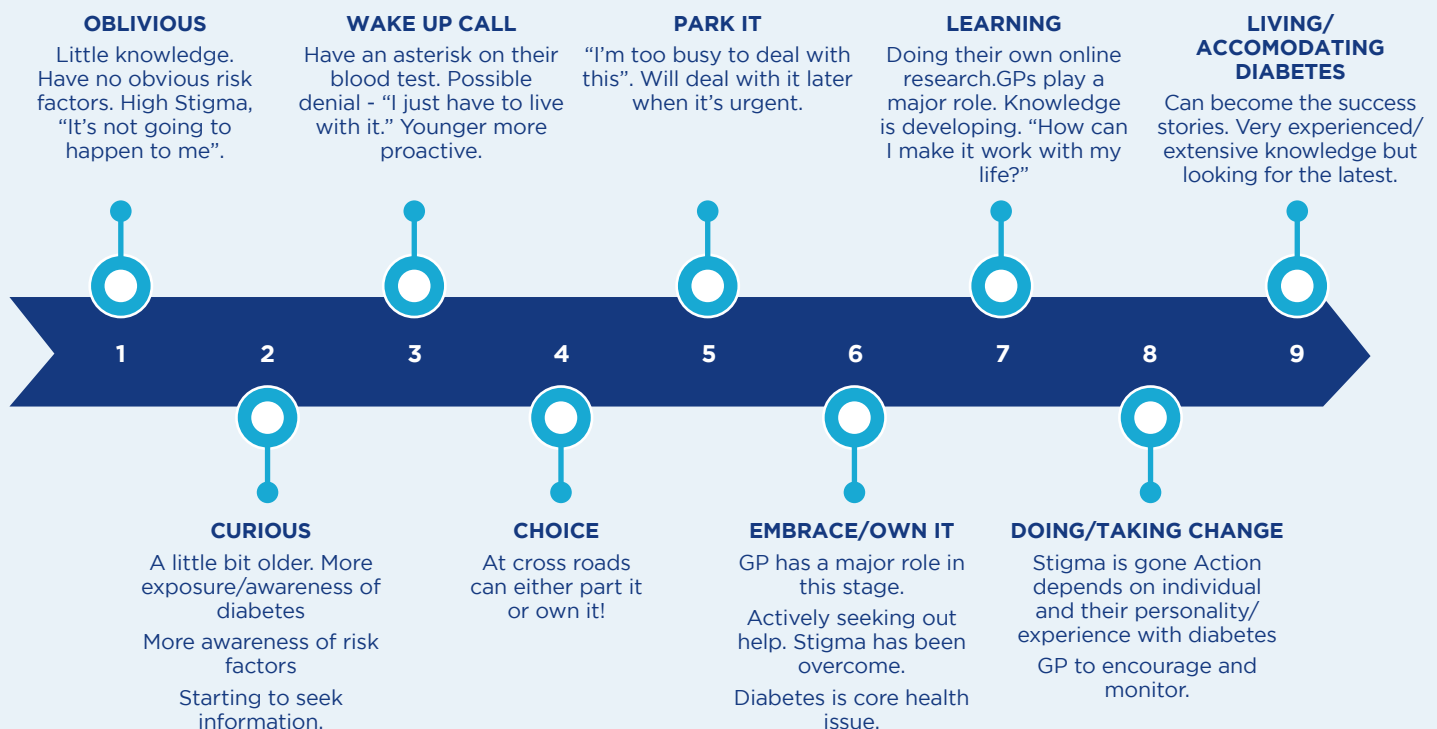 OBLIVIOUS
Little knowledge.
Have no obvious risk
factors. High Stigma,
“It’s not going to
happen to me”.
WAKE UP CALL
Have an asterisk on their
blood test. Possible
denial - “I just have to live
with it.” Younger more
proactive.
PARK IT
“I’m too busy to deal with
this”. Will deal with it later
when it’s urgent.
LEARNING
Doing their own online
research.GPs play a
major role. Knowledge
is developing. “How can
I make it work with my
life?”
LIVING/
ACCOMODATING
DIABETES
Can become the success
stories. Very experienced/
extensive knowledge but
looking for the latest.
1
2
3
4
5
6
7
8
9
CURIOUS
A little bit older. More
exposure/awareness of
diabetes
More awareness of risk
factors
Starting to seek
information.
CHOICE
At cross roads
can either part it
or own it!
EMBRACE/OWN IT
GP has a major role in
this stage.
Actively seeking out
help. Stigma has been
overcome.
Diabetes is core health
issue.
DOING/TAKING CHANGE
Stigma is gone Action
depends on individual
and their personality/
experience with diabetes
GP to encourage and
monitor.